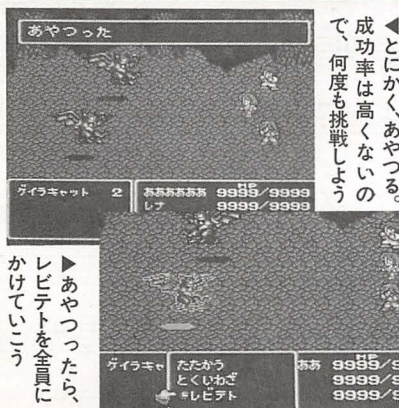 ◀とにかく、あやつる。
成功率は高くないの
で、何度も挑戦しよう
あやつった
ゲイラキャット 2
HP
ああああああ 9999/9999
レナ 9999/9999
▶あやつったら、
レビテトを全員に
かけていこう
ゲイラキャ
たたかう
とくいわざ
*レビテト
HP
ああ 9999/9
9999/9
9999/9